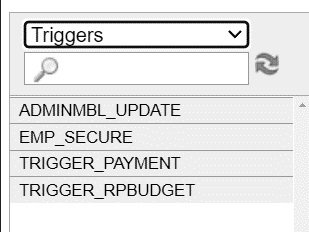 Triggers
ADMINMBL_UPDATE
EMP_SECURE
TRIGGER_PAYMENT
TRIGGER_RPBUDGET